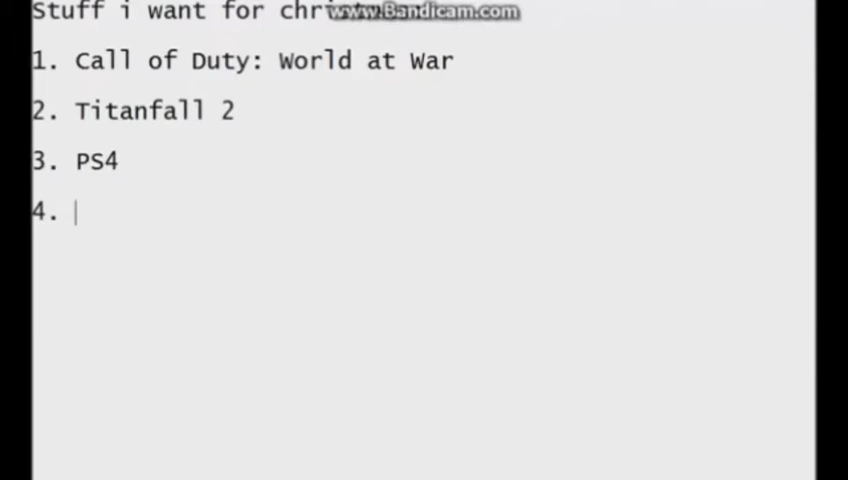 Stuff i want for www.Bandicam.com
1. Call of Duty: World at War
2. Titanfall 2
3. PS4
4.